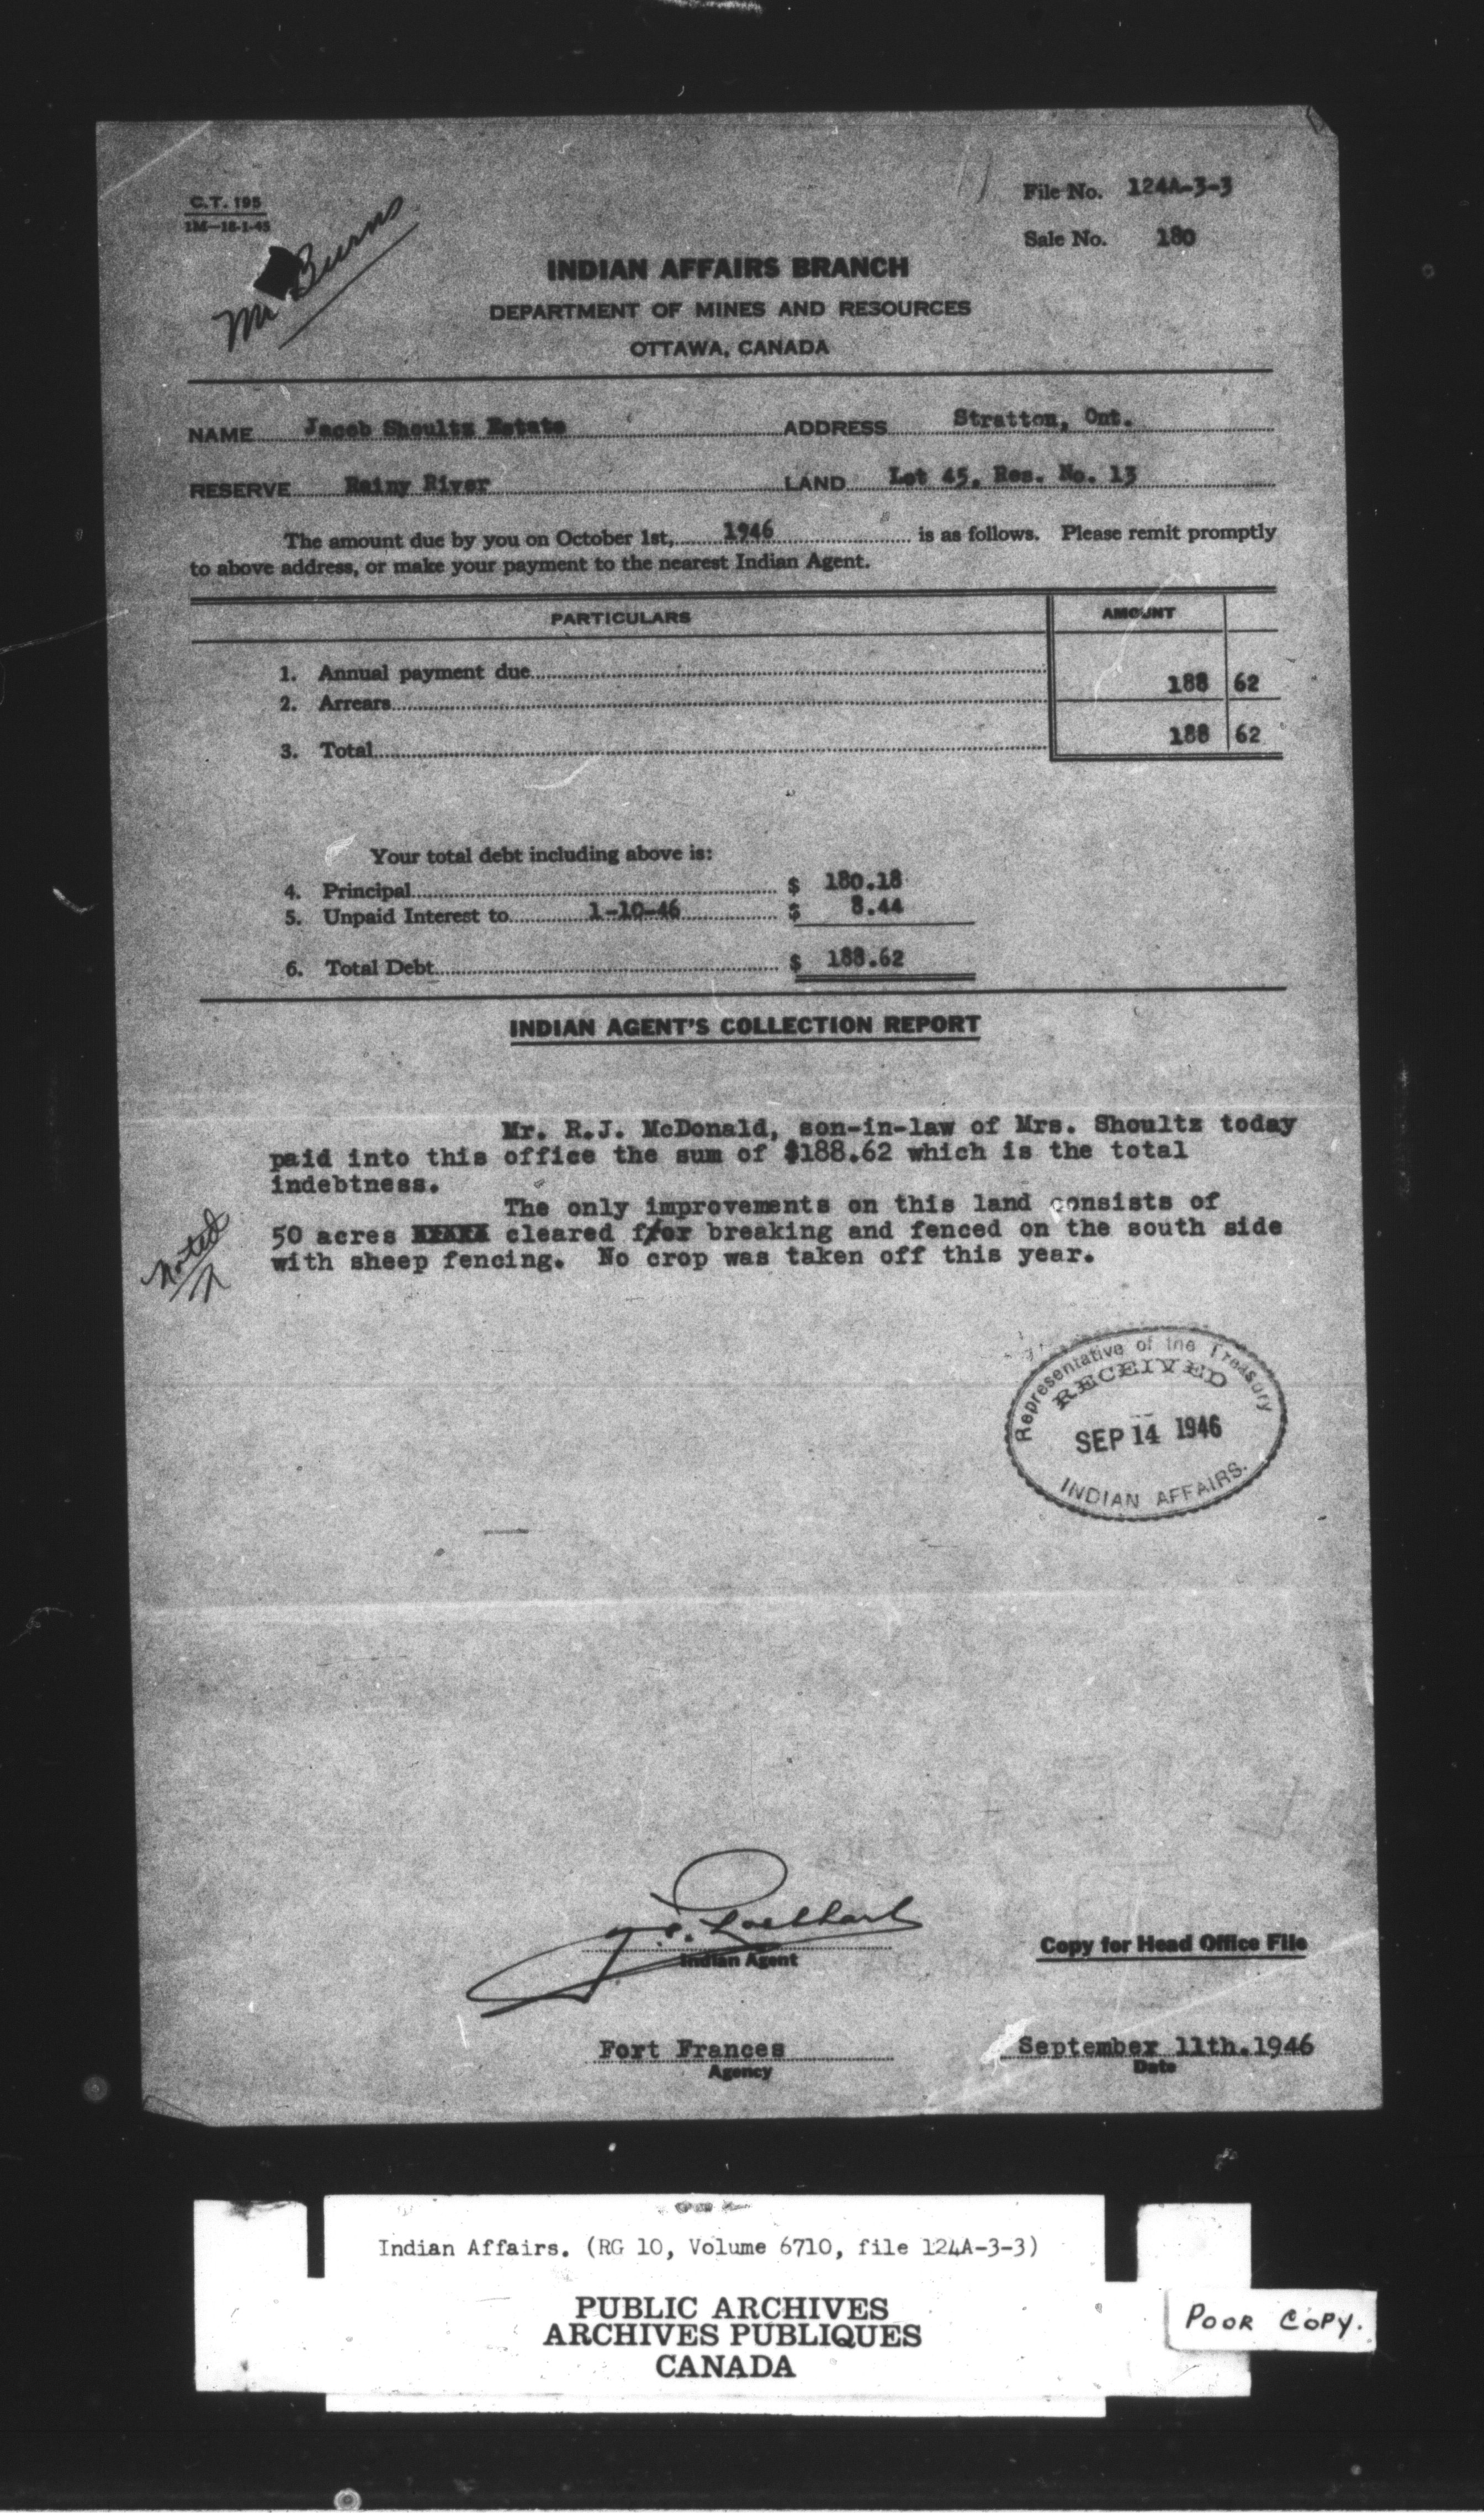 C.T. 195
1M—18-1-45
Mr Burns
File No. 124A-3-3
Sale No. 180
INDIAN AFFAIRS BRANCH
DEPARTMENT OF MINES AND RESOURCES
OTTAWA, CANADA
NAME Jacob Shoultz Estate ADDRESS Stratton, Ont.
RESERVE Rainy River LAND Lot 45, Res. No. 13
The amount due by you on October 1st, 1946 is as follows. Please remit promptly
to above address, or make your payment to the nearest Indian Agent.
PARTICULARS AMOUNT
1. Annual payment due 188 62
2. Arrears
3. Total 188 62
Your total debt including above is:
4. Principal $ 180.18
5. Unpaid Interest to 1-10-46 $ 8.44
6. Total Debt $ 188.62
INDIAN AGENT'S COLLECTION REPORT
Mr. R.J. McDonald, son-in-law of Mrs. Shoultz today
paid into this office the sum of $188.62 which is the total
indebtness.
The only improvements on this land consists of
50 acres cleared for breaking and fenced on the south side
with sheep fencing. No crop was taken off this year.
Noted
Representative of the Treasury
RECEIVED
SEP 14 1946
INDIAN AFFAIRS.
Lockhart
Indian Agent
Copy for Head Office File
Fort Frances September 11th.1946
Agency Date
Indian Affairs. (RG 10, Volume 6710, file 124A-3-3)
PUBLIC ARCHIVES
ARCHIVES PUBLIQUES
CANADA
POOR COPY.